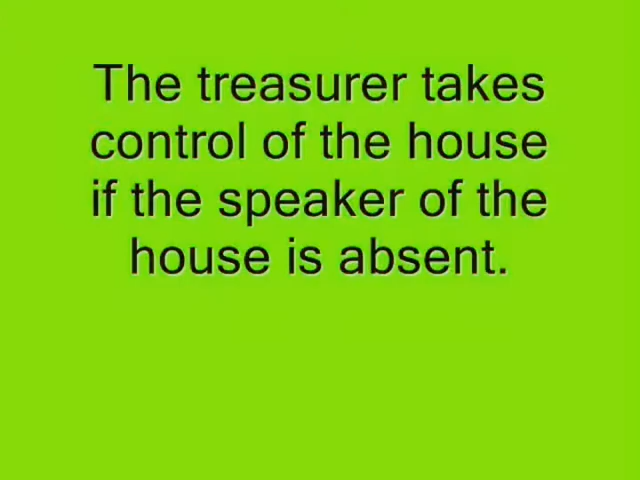 The treasurer takes
control of the house
if the speaker of the
house is absent.